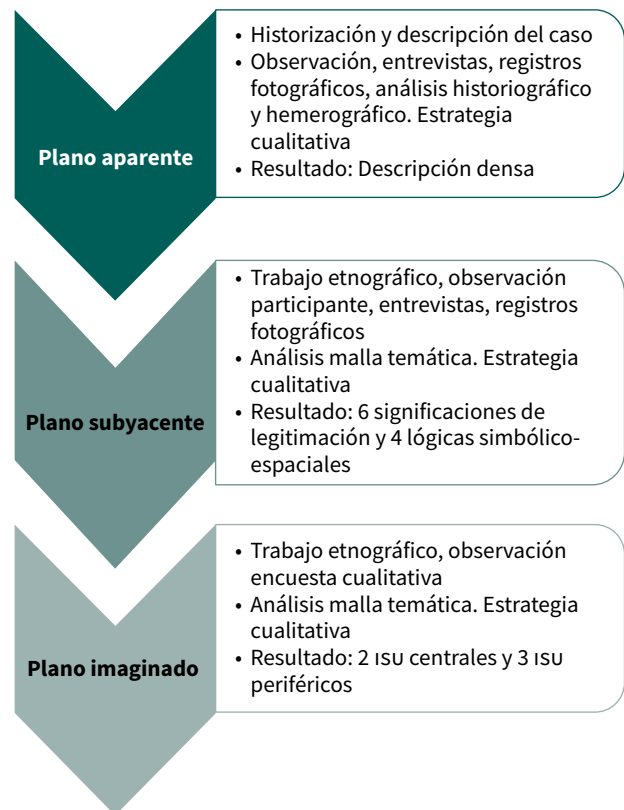 Plano aparente
• Historización y descripción del caso
• Observación, entrevistas, registros
fotográficos, análisis historiográfico
y hemerográfico. Estrategia
cualitativa
• Resultado: Descripción densa
Plano subyacente
• Trabajo etnográfico, observación
participante, entrevistas, registros
fotográficos
• Análisis malla temática. Estrategia
cualitativa
• Resultado: 6 significaciones de
legitimación y 4 lógicas simbólico-
espaciales
Plano imaginado
• Trabajo etnográfico, observación
encuesta cualitativa
• Análisis malla temática. Estrategia
cualitativa
• Resultado: 2 ISU centrales y 3 ISU
periféricos